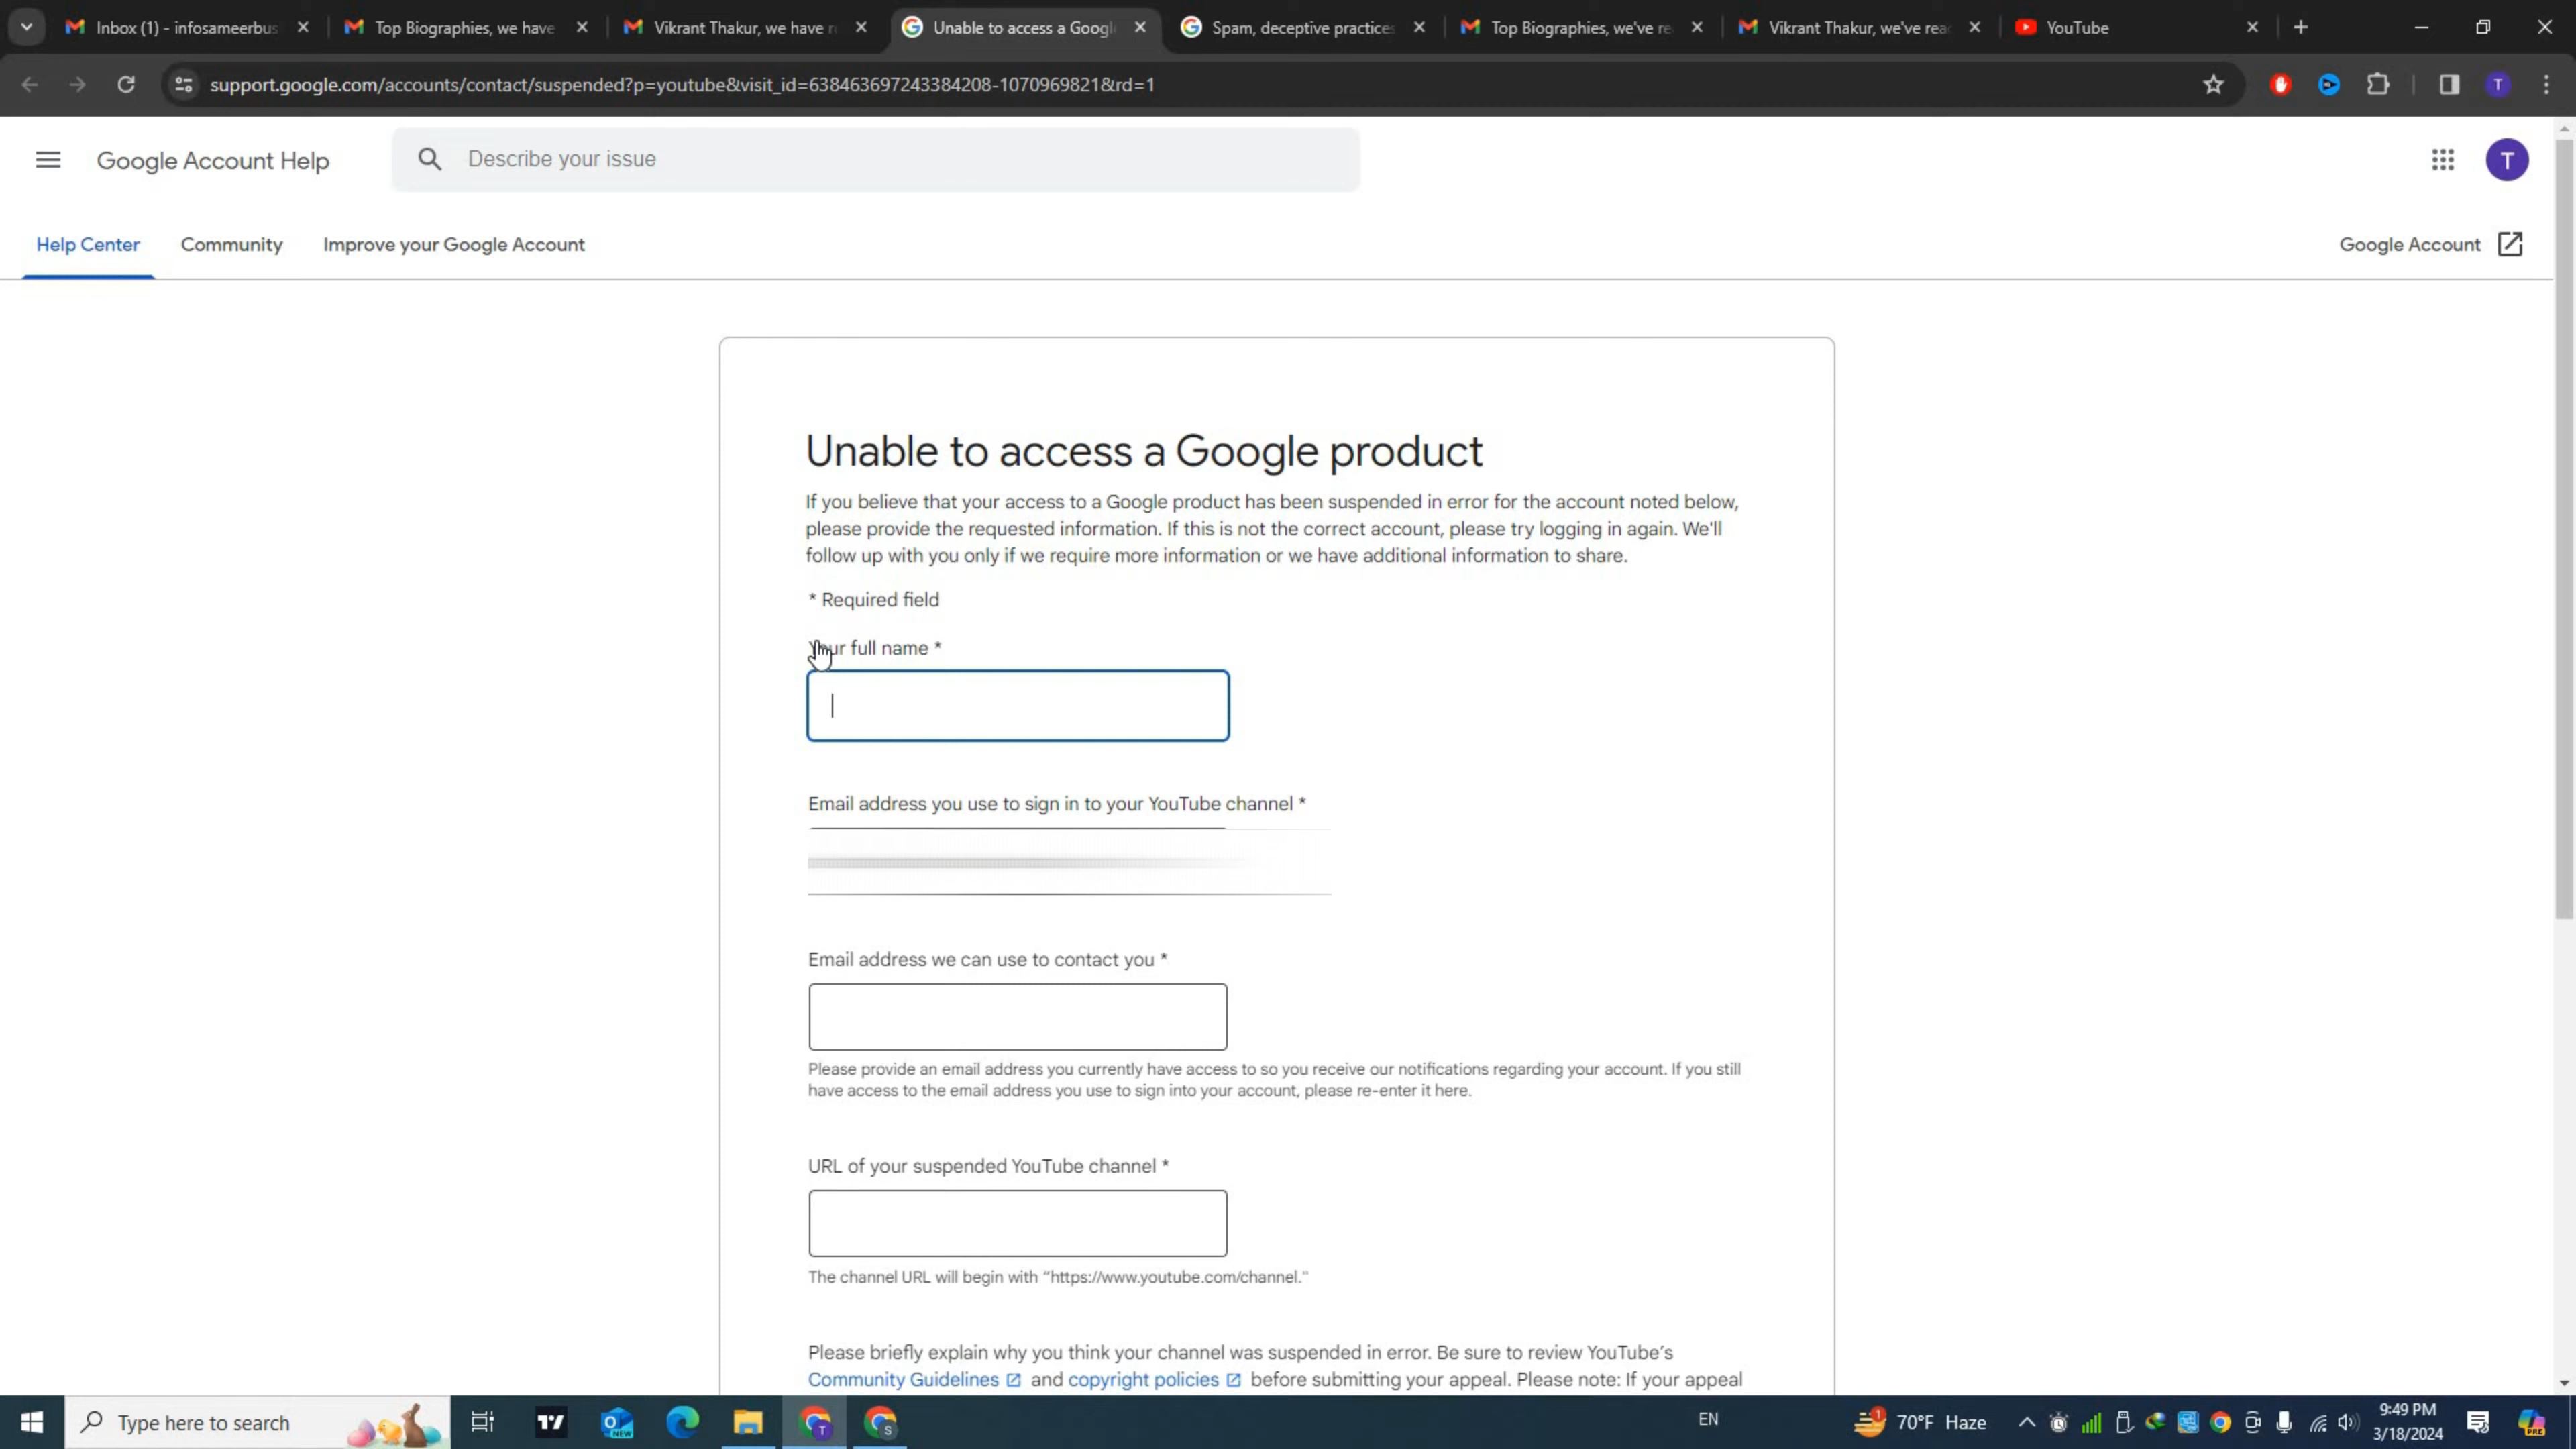 Inbox (1) - infosameerbus
Top Biographies, we have
Vikrant Thakur, we have re
Unable to access a Googl
Spam, deceptive practices
Top Biographies, we've re
Vikrant Thakur, we've reac
YouTube
support.google.com/accounts/contact/suspended?p=youtube&visit_id=638463697243384208-1070969821&rd=1
T
Google Account Help
Describe your issue
T
Help Center
Community
Improve your Google Account
Google Account
Unable to access a Google product
If you believe that your access to a Google product has been suspended in error for the account noted below,
please provide the requested information. If this is not the correct account, please try logging in again. We'll
follow up with you only if we require more information or we have additional information to share.
* Required field
Your full name *
Email address you use to sign in to your YouTube channel *
Email address we can use to contact you *
Please provide an email address you currently have access to so you receive our notifications regarding your account. If you still
have access to the email address you use to sign into your account, please re-enter it here.
URL of your suspended YouTube channel *
The channel URL will begin with “https://www.youtube.com/channel."
Please briefly explain why you think your channel was suspended in error. Be sure to review YouTube's
Community Guidelines and copyright policies before submitting your appeal. Please note: If your appeal
Type here to search
NEW
T
S
EN
1
70°F Haze
9:49 PM
3/18/2024
PRE